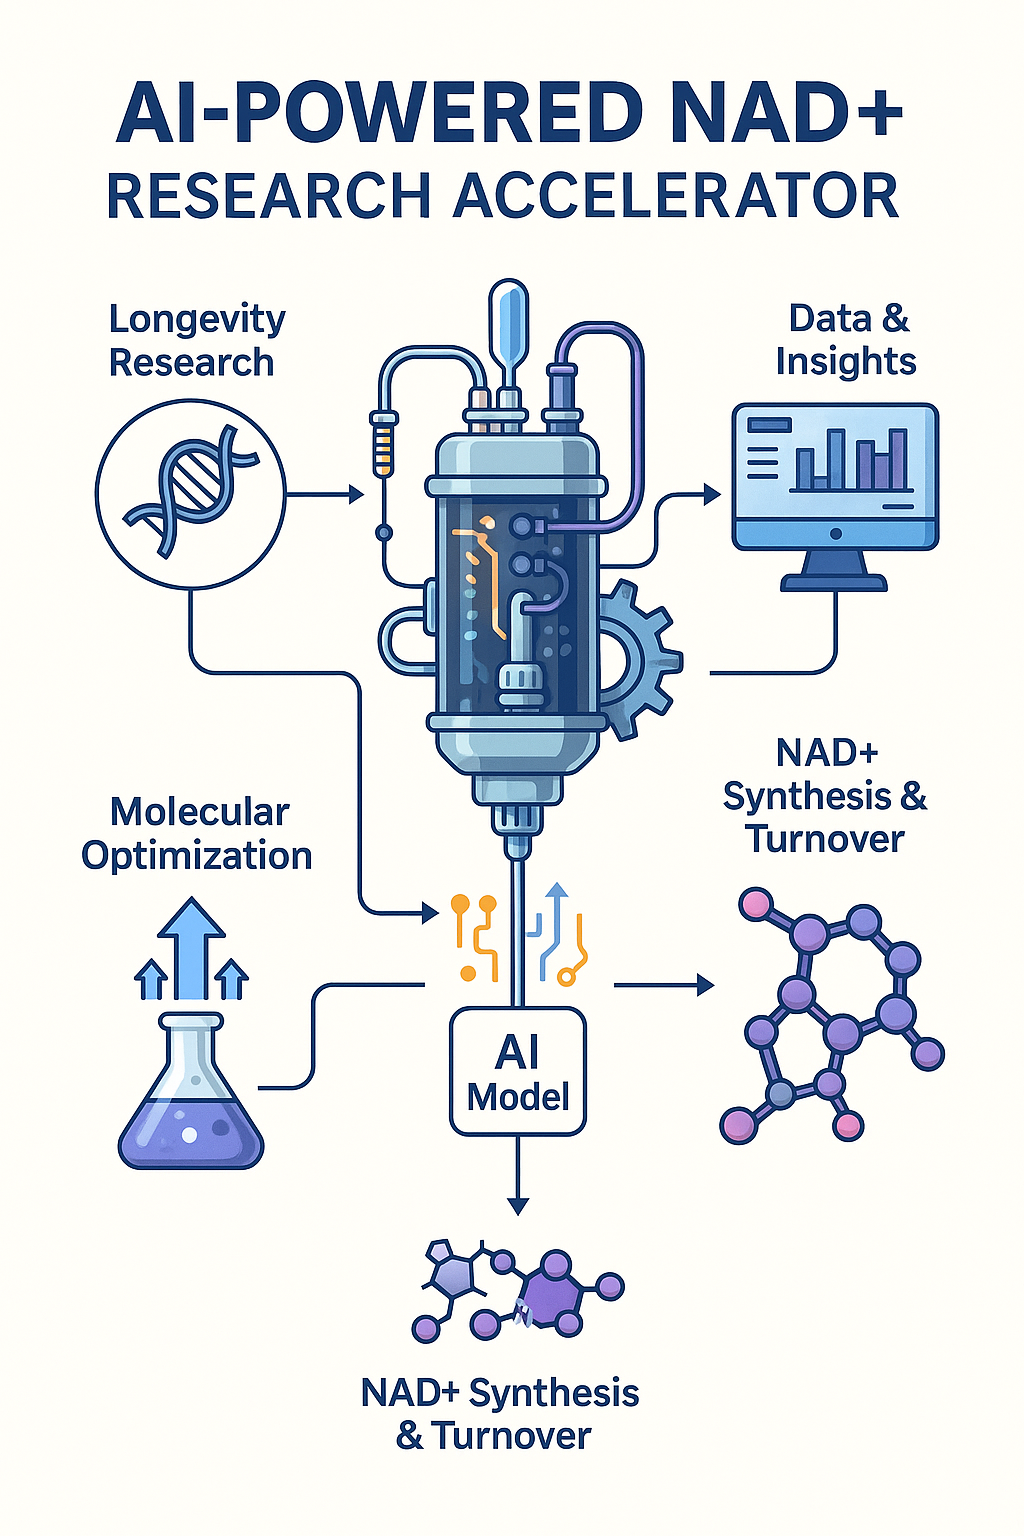 AI-POWERED NAD+
RESEARCH ACCELERATOR
Longevity
Research
Data &
Insights
NAD+
Synthesis &
Turnover
Molecular
Optimization
AI
Model
NAD+ Synthesis
& Turnover